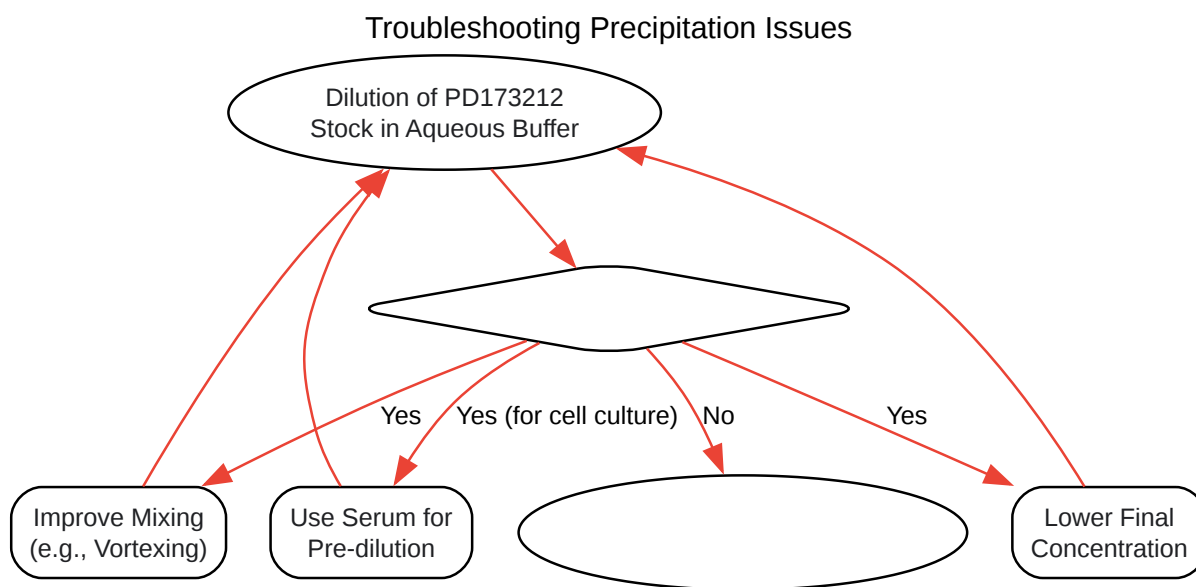 Troubleshooting Precipitation Issues
Dilution of PD173212
Stock in Aqueous Buffer
Yes
Yes (for cell culture)
No
Yes
Improve Mixing
(e.g., Vortexing)
Use Serum for
Pre-dilution
Lower Final
Concentration